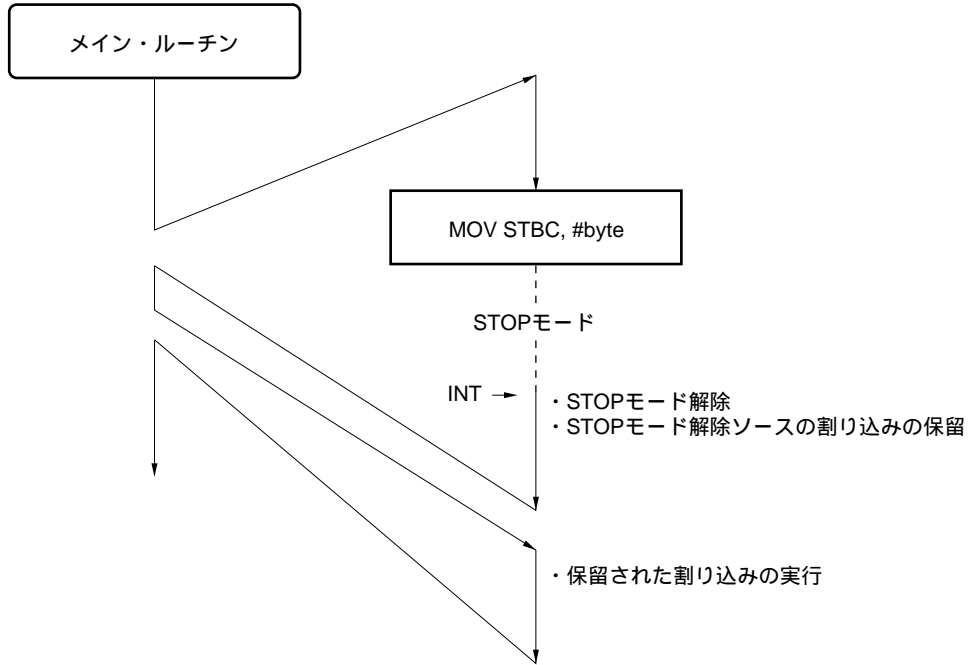 メイン・ルーチン
MOV STBC, #byte
STOPモード
INT
・STOPモード解除
・STOPモード解除ソースの割り込みの保留
・保留された割り込みの実行